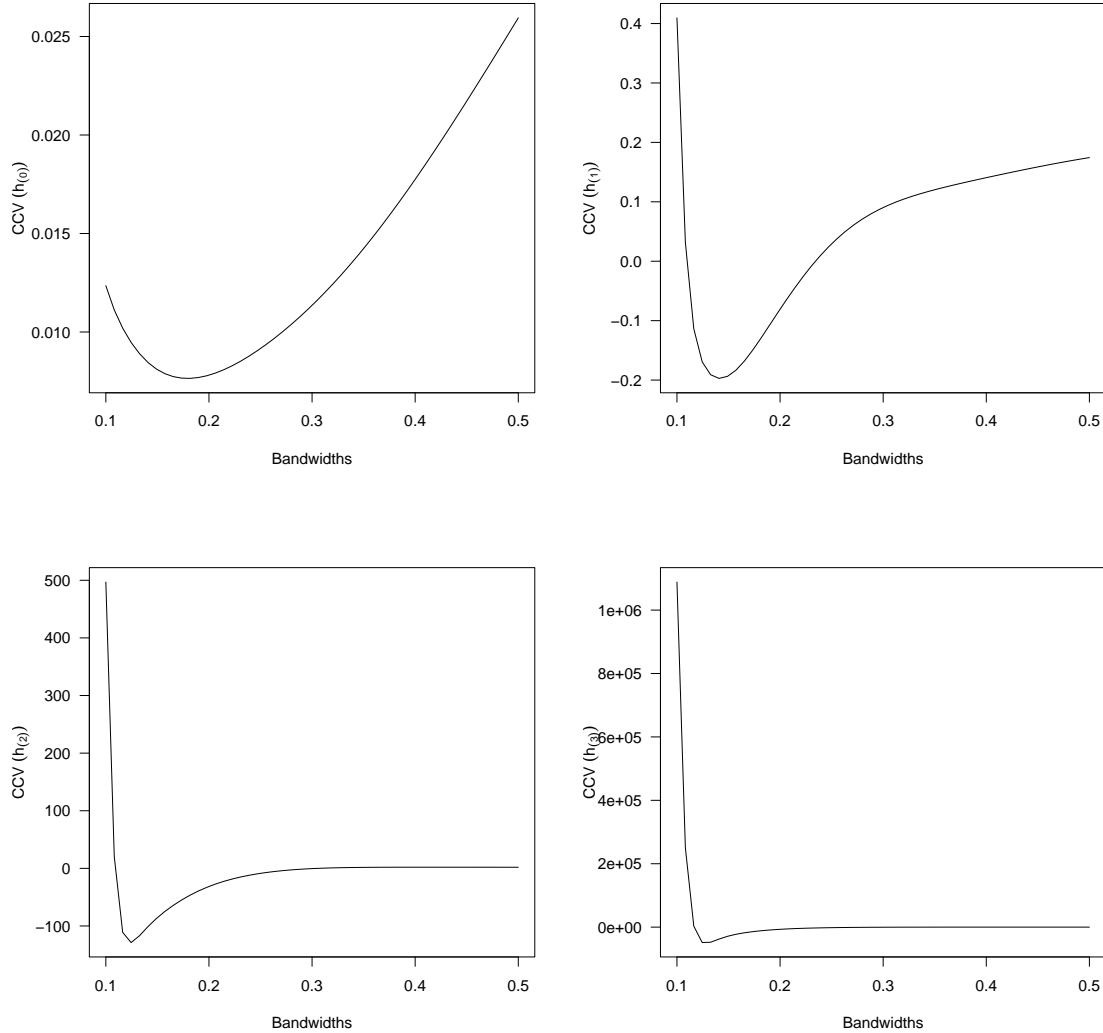 0.025
0.020
0.015
0.010
CCV (h(0))
0.1 0.2 0.3 0.4 0.5
Bandwidths
0.4
0.3
0.2
0.1
0.0
−0.1
−0.2
CCV (h(1))
0.1 0.2 0.3 0.4 0.5
Bandwidths
500
400
300
200
100
0
−100
CCV (h(2))
0.1 0.2 0.3 0.4 0.5
Bandwidths
1e+06
8e+05
6e+05
4e+05
2e+05
0e+00
CCV (h(3))
0.1 0.2 0.3 0.4 0.5
Bandwidths